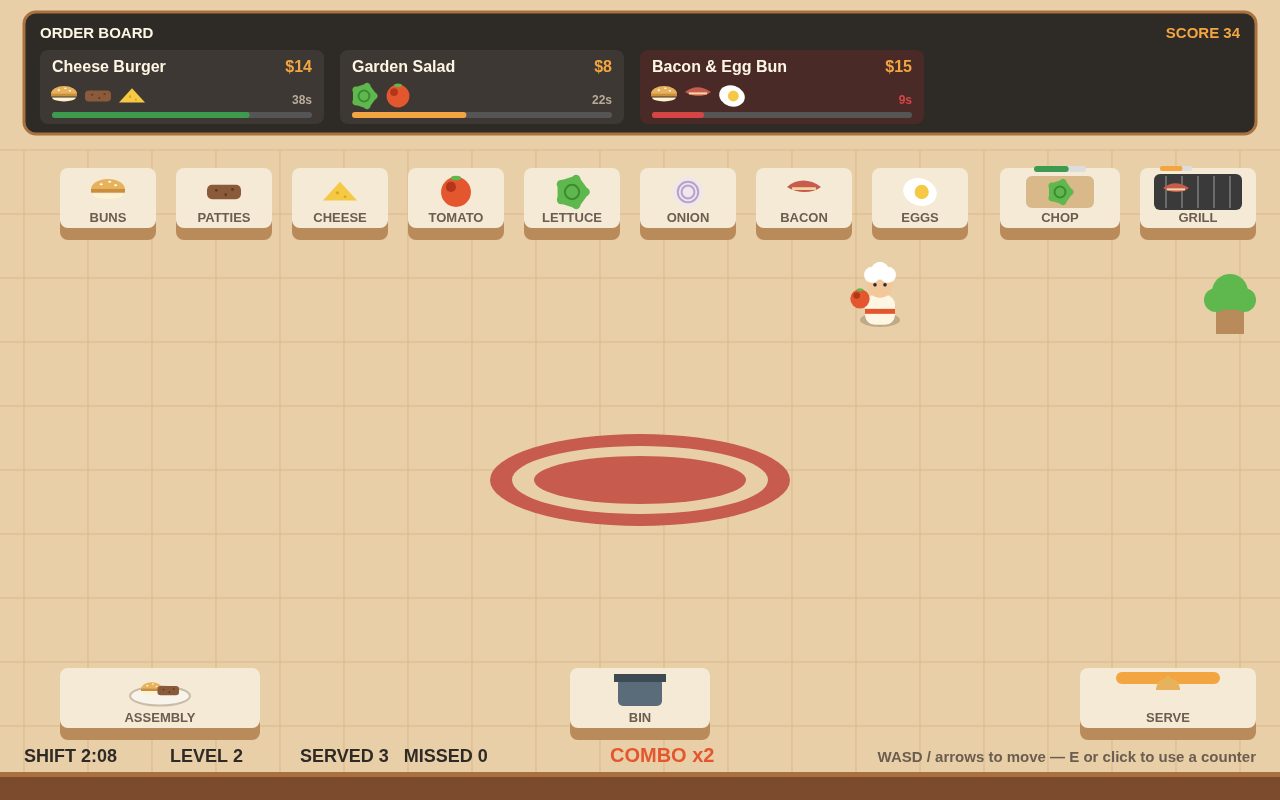 ORDER BOARD
SCORE 34
Cheese Burger $14
38s
Garden Salad $8
22s
Bacon & Egg Bun $15
9s
BUNS
PATTIES
CHEESE
TOMATO
LETTUCE
ONION
BACON
EGGS
CHOP
GRILL
ASSEMBLY
BIN
SERVE
SHIFT 2:08
LEVEL 2
SERVED 3 MISSED 0
COMBO x2
WASD / arrows to move — E or click to use a counter